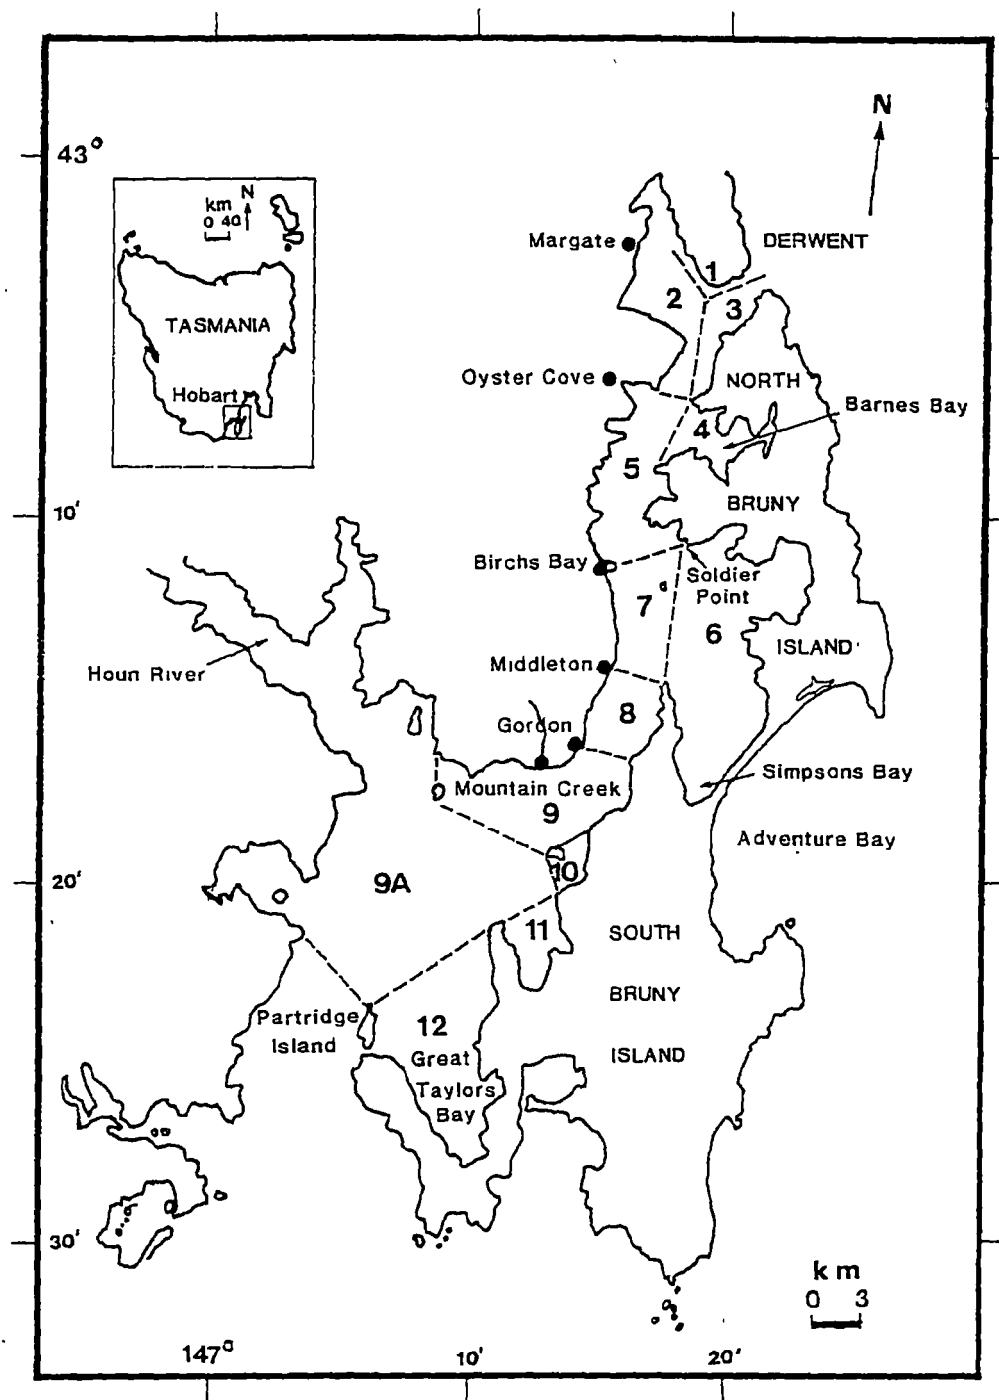 N
43°
km
N
0 40
Margate
DERWENT
1
2
3
TASMANIA
Oyster Cove
NORTH
Hobart
Barnes Bay
4
5
10'
BRUNY
Birchs Bay
Soldier
Point
7
6
ISLAND
Houn River
Middleton
8
Gordon
Simpsons Bay
Mountain Creek
9
Adventure Bay
10
20'
9A
11
SOUTH
BRUNY
Partridge
Island
12
Great
Taylors
Bay
ISLAND
30'
km
0 3
147°
10'
20'